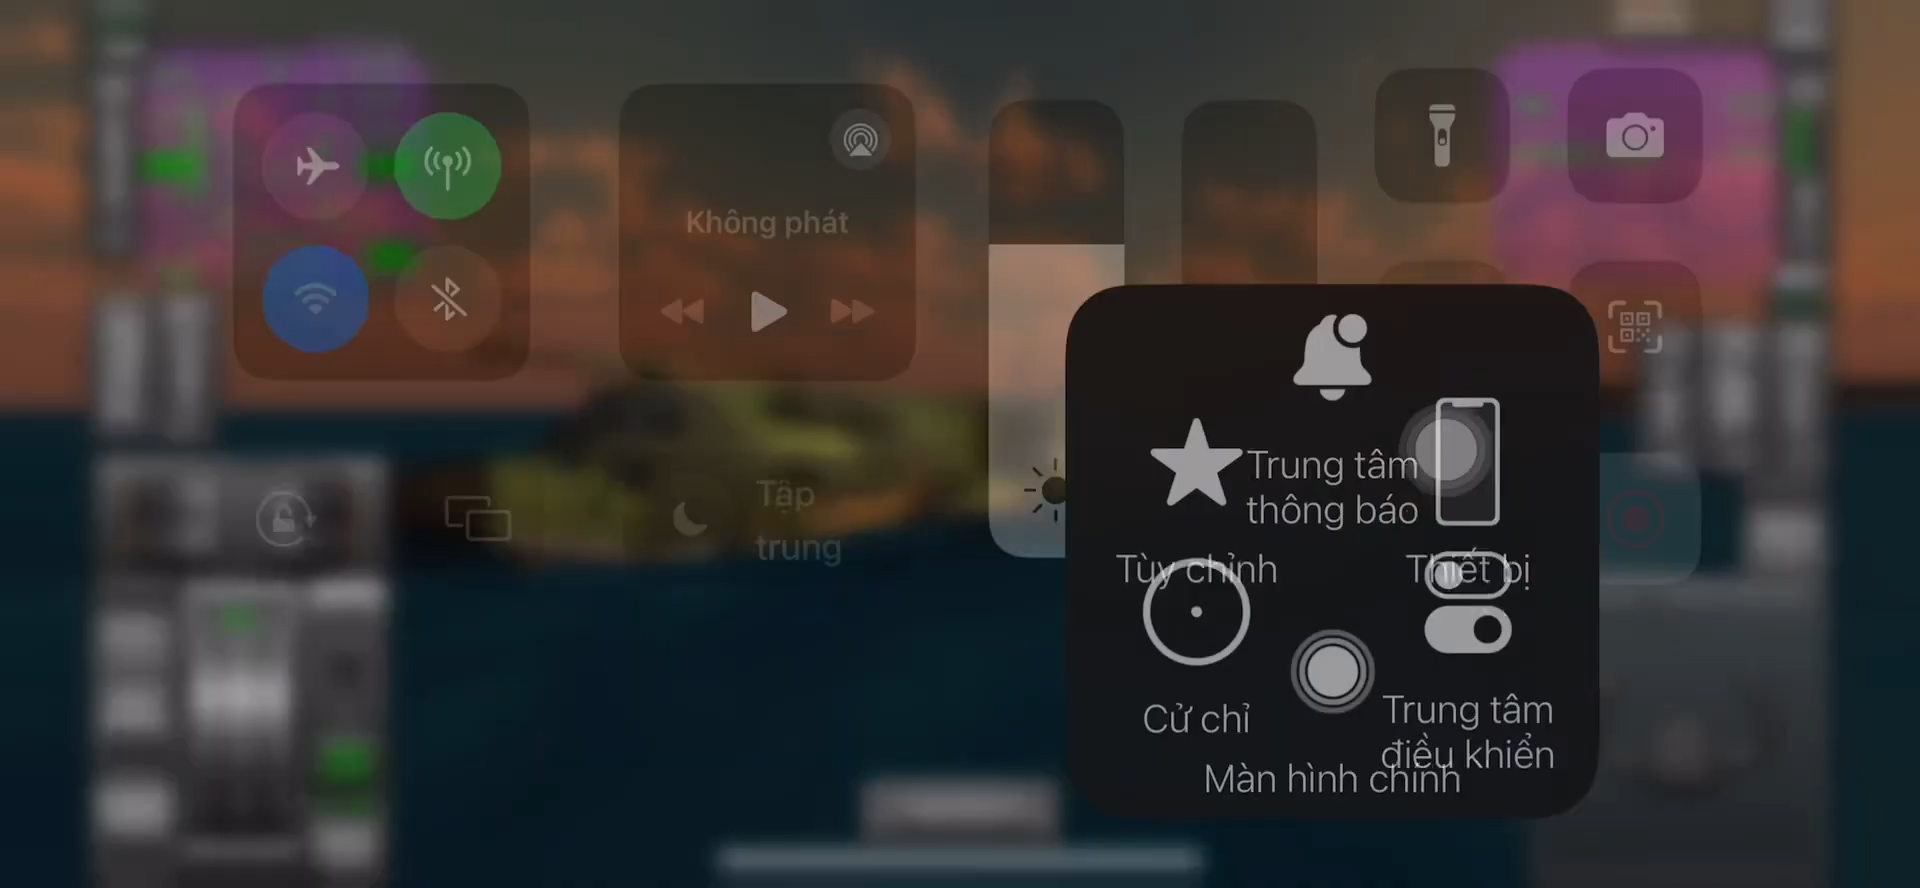 Không phát
Tập
trung
Trung tâm
thông báo
Tùy chỉnh
Thiết bị
Cử chỉ
Trung tâm
điều khiển
Màn hình chính